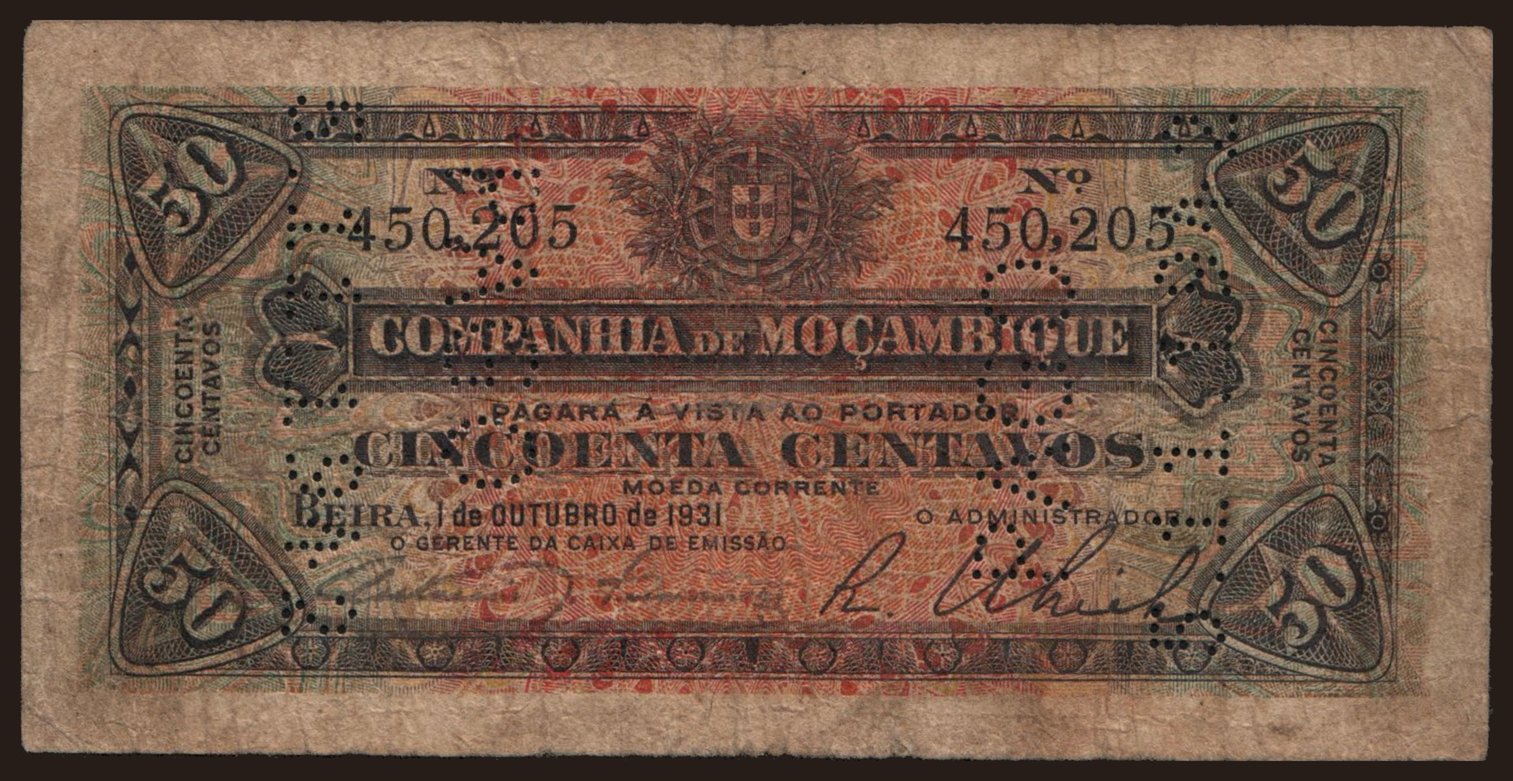 50
50
Nº
450,205
Nº
450,205
COMPANHIA DE MOÇAMBIQUE
CINCOENTA
CENTAVOS
CINCOENTA
CENTAVOS
PAGARÁ Á VISTA AO PORTADOR
CINCOENTA CENTAVOS
MOEDA CORRENTE
BEIRA, 1 de OUTUBRO de 1931
O ADMINISTRADOR
O GERENTE DA CAIXA DE EMISSÃO
50
50